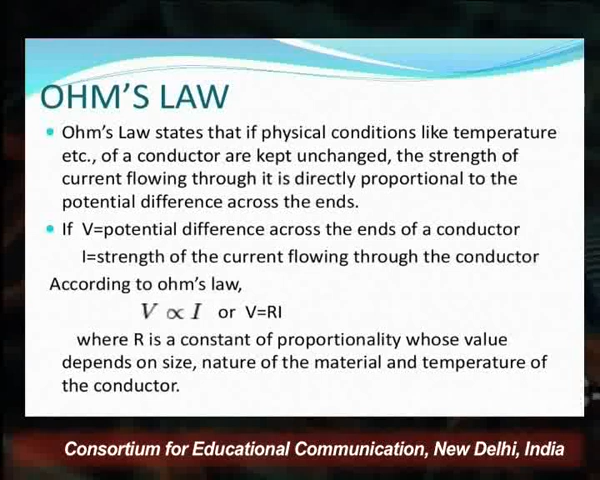 OHM'S LAW
• Ohm's Law states that if physical conditions like temperature
etc., of a conductor are kept unchanged, the strength of
current flowing through it is directly proportional to the
potential difference across the ends.
• If V=potential difference across the ends of a conductor
I=strength of the current flowing through the conductor
According to ohm's law,
V ∝ I or V=RI
where R is a constant of proportionality whose value
depends on size, nature of the material and temperature of
the conductor.
Consortium for Educational Communication, New Delhi, India